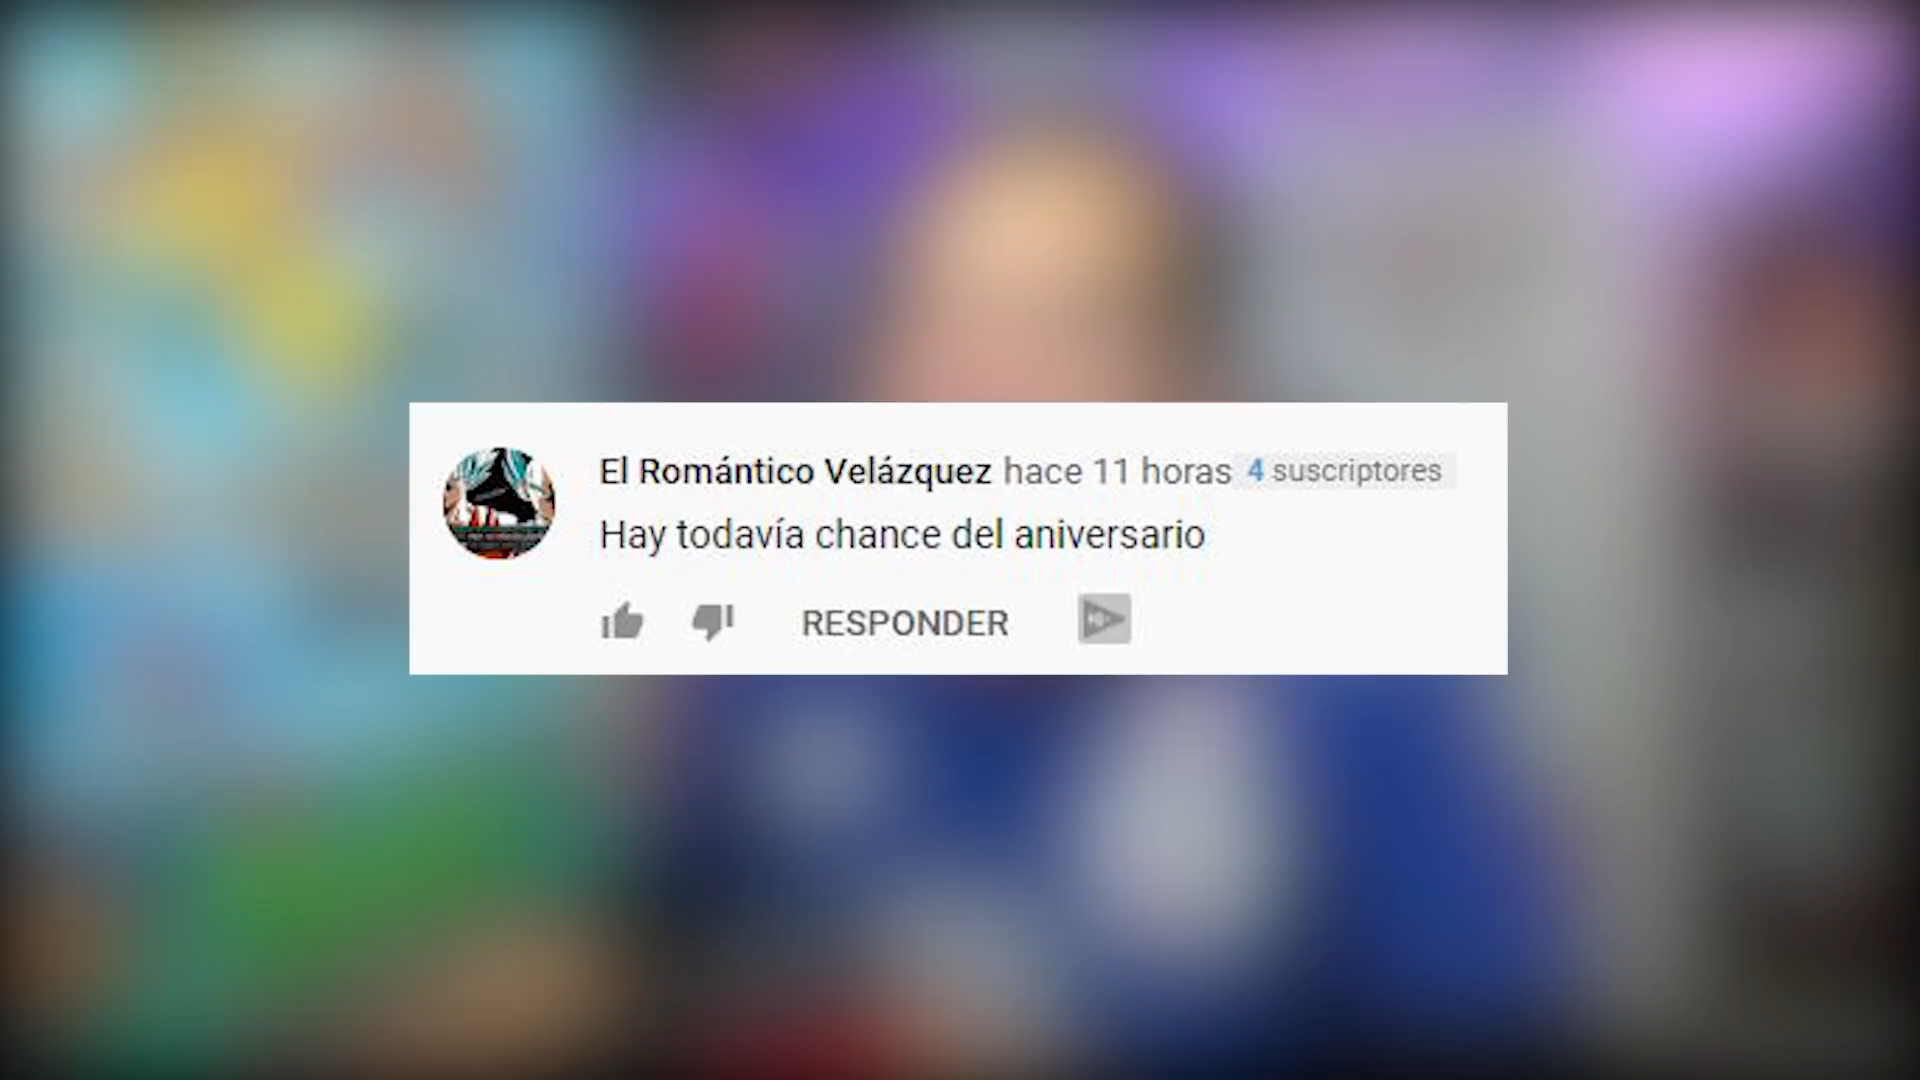 El Romántico Velázquez hace 11 horas 4 suscriptores
Hay todavía chance del aniversario
RESPONDER